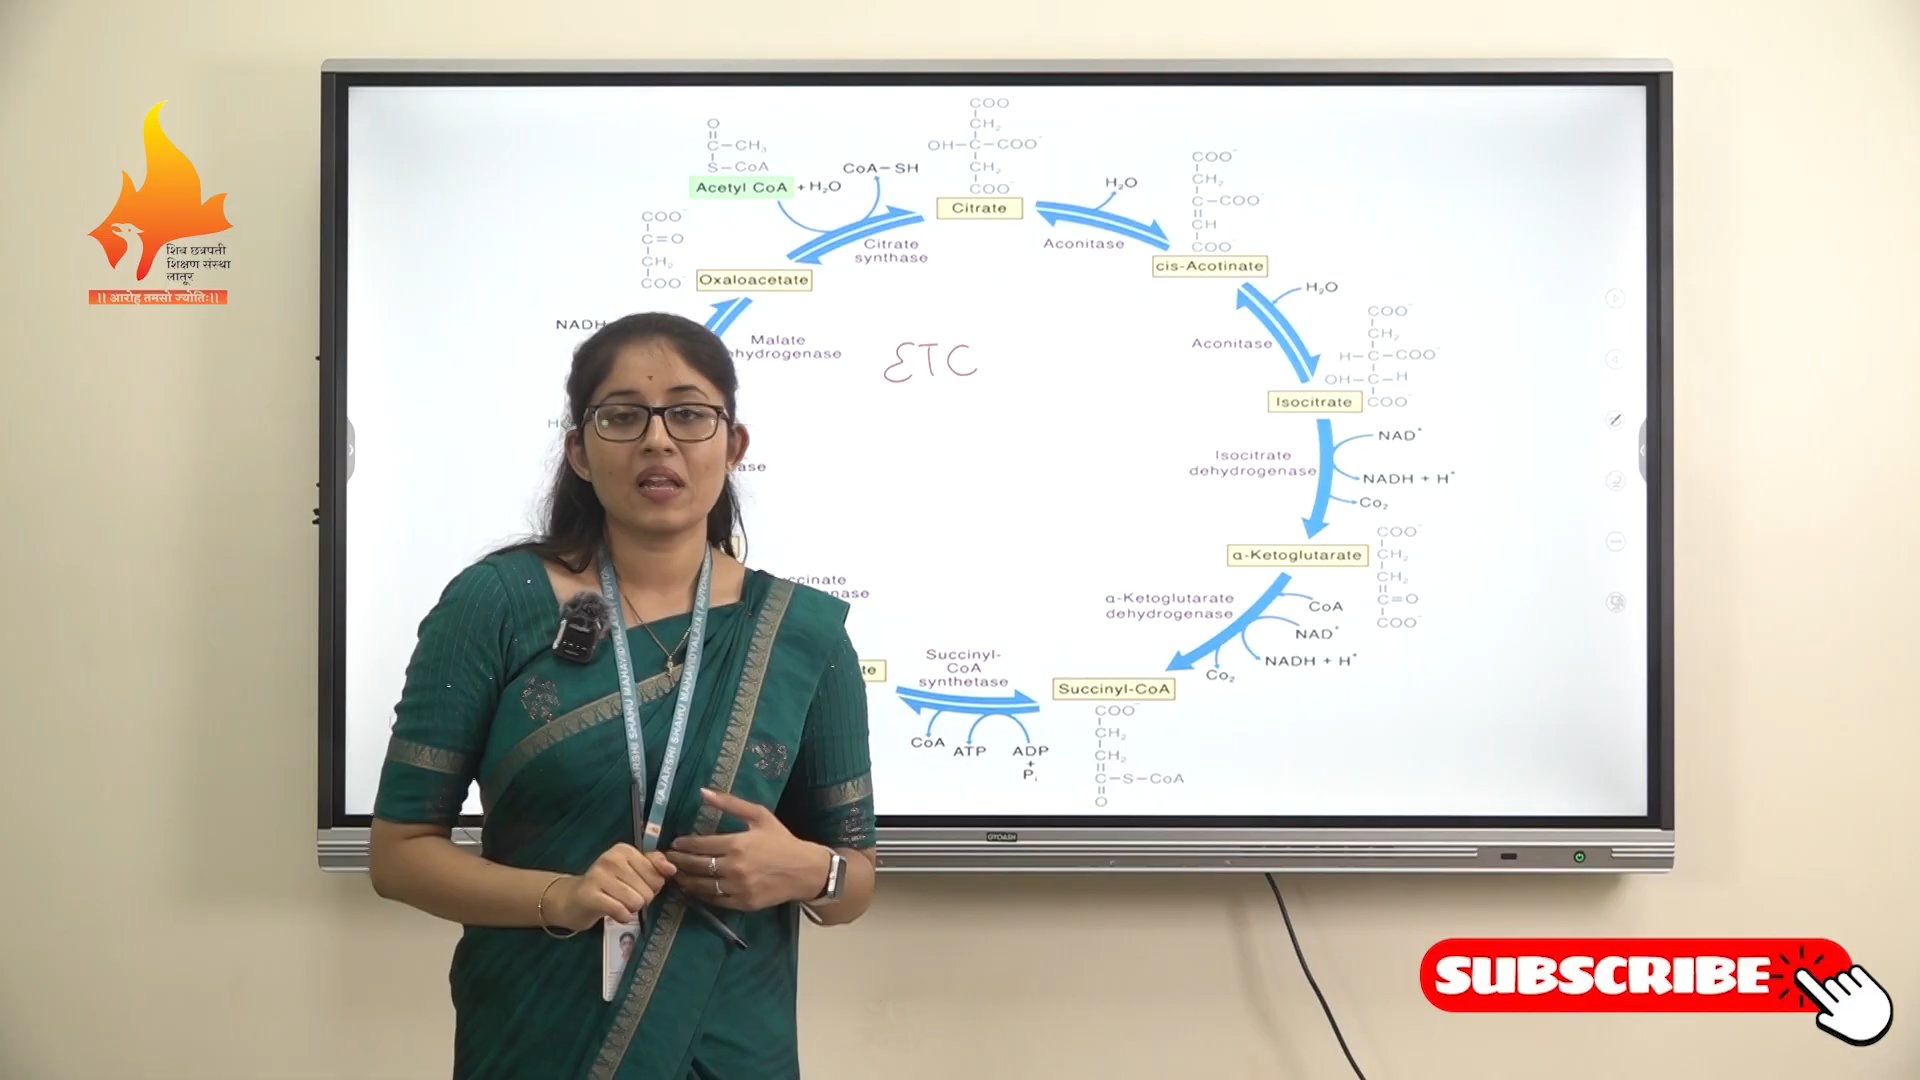 शिव छत्रपती
शिक्षण संस्था
लातूर
।। आरोह तमसो ज्योतिः।।
O
C–CH₃
S–CoA
Acetyl CoA + H₂O
CoA–SH
COO
CH₂
OH–C–COO⁻
CH₂
COO⁻
Citrate
Citrate
synthase
H₂O
Aconitase
COO⁻
CH₂
C–COO⁻
CH
COO⁻
cis-Acotinate
COO⁻
C=O
CH₂
COO⁻
Oxaloacetate
NADH
Malate
ETC
H₂O
Aconitase
COO⁻
CH₂
H–C–COO⁻
OH–C–H
COO⁻
Isocitrate
Isocitrate
dehydrogenase
NAD⁺
NADH + H⁺
Co₂
α-Ketoglutarate
COO⁻
CH₂
CH₂
C=O
COO⁻
α-Ketoglutarate
dehydrogenase
CoA
NAD⁺
NADH + H⁺
Co₂
Succinyl-
CoA
synthetase
Succinyl-CoA
CoA
ATP
ADP
+
Pᵢ
COO⁻
CH₂
CH₂
C–S–CoA
O
RAJARSHI SHAHU MAHAVIDYALAYA
SUBSCRIBE